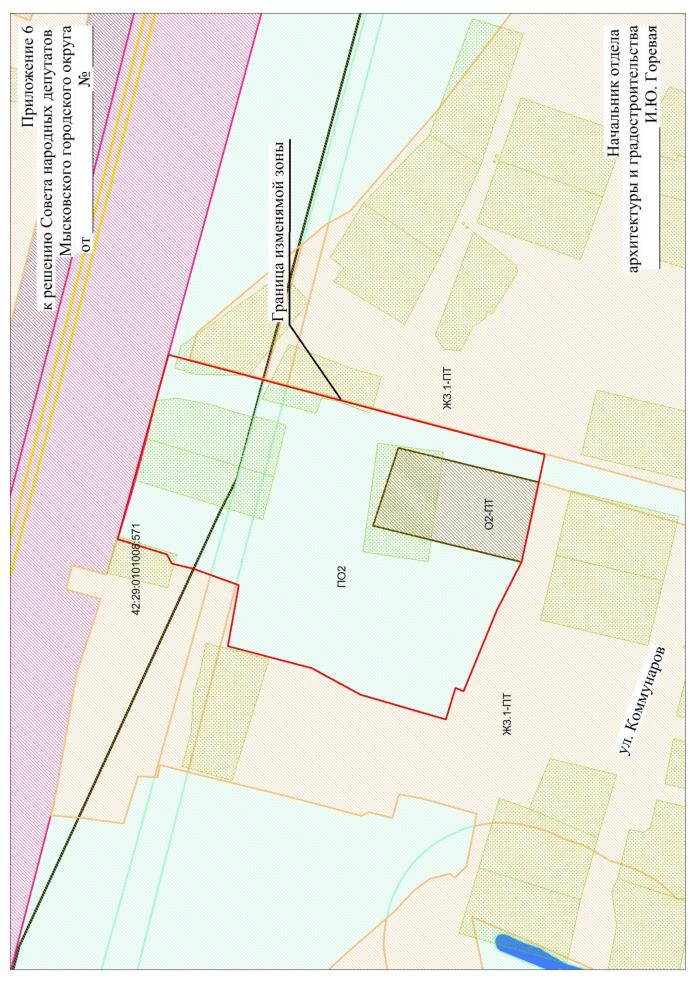 Приложение 6
к решению Совета народных депутатов
Мысковского городского округа
от №
Граница изменямой зоны
42:29:0101008:571
ПО2
О2-ПТ
Ж3.1-ПТ
Ж3.1-ПТ
ул. Коммунаров
Начальник отдела
архитектуры и градостроительства
И.Ю. Горевая